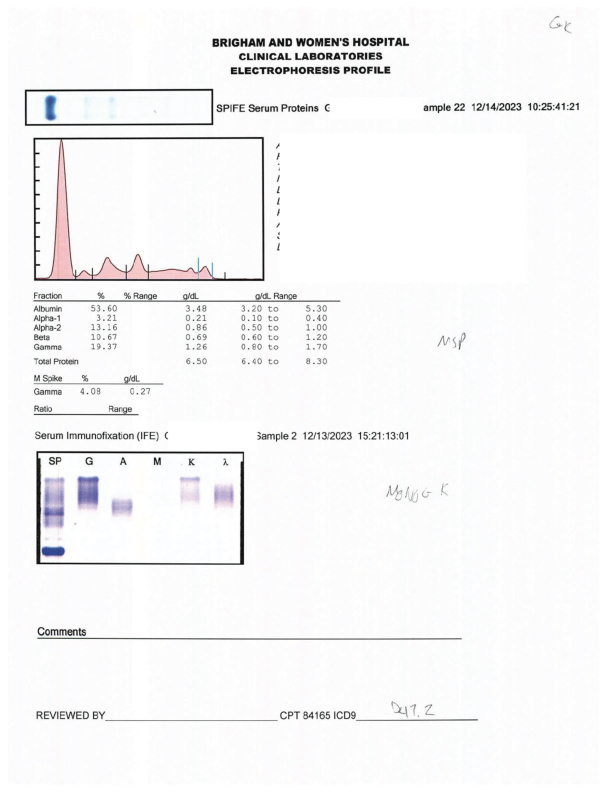 GK
BRIGHAM AND WOMEN'S HOSPITAL
CLINICAL LABORATORIES
ELECTROPHORESIS PROFILE
SPIFE Serum Proteins ample 22 12/14/2023 10:25:41:21
Fraction % % Range g/dL g/dL Range
Albumin 53.60 3.48 3.20 to 5.30
Alpha-1 3.21 0.21 0.10 to 0.40
Alpha-2 13.16 0.86 0.50 to 1.00
Beta 10.67 0.69 0.60 to 1.20
Gamma 19.37 1.26 0.80 to 1.70
Total Protein 6.50 6.40 to 8.30
MSP
M Spike % g/dL
Gamma 4.08 0.27
Ratio Range
Serum Immunofixation (IFE) Sample 2 12/13/2023 15:21:13:01
SP G A M K λ
K
Comments
REVIEWED BY CPT 84165 ICD9 D47.2